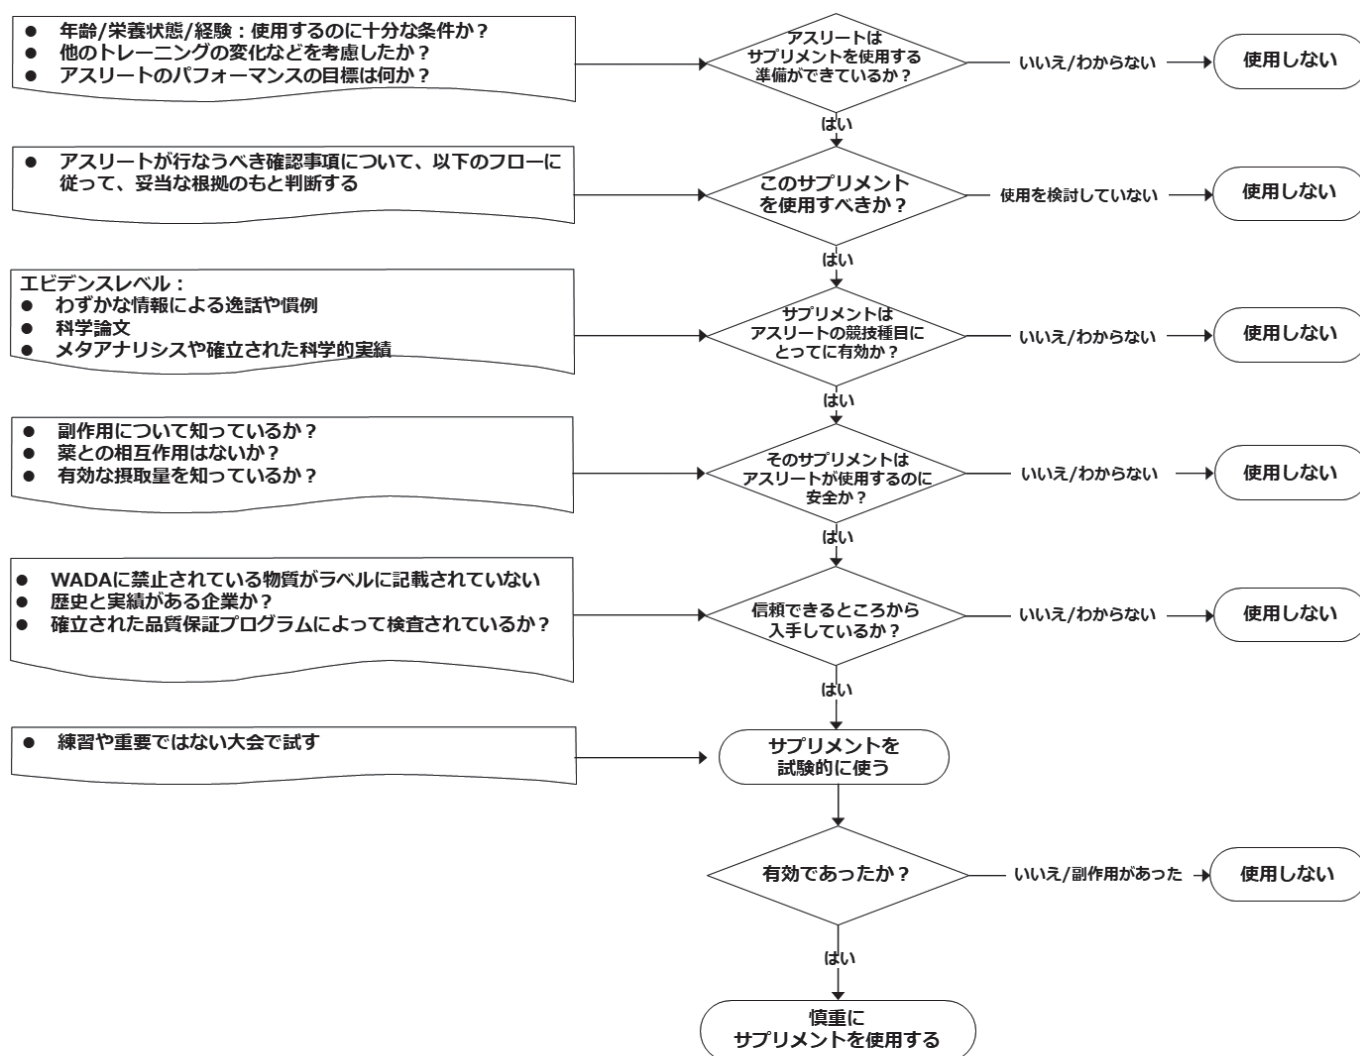 ● 年齢/栄養状態/経験：使用するのに十分な条件か？
● 他のトレーニングの変化などを考慮したか？
● アスリートのパフォーマンスの目標は何か？
アスリートは
サプリメントを使用する
準備ができているか？
いいえ/わからない
使用しない
はい
● アスリートが行なうべき確認事項について、以下のフローに
従って、妥当な根拠のもと判断する
このサプリメント
を使用すべきか？
使用を検討していない
使用しない
はい
エビデンスレベル：
● わずかな情報による逸話や慣例
● 科学論文
● メタアナリシスや確立された科学的実績
サプリメントは
アスリートの競技種目に
とってに有効か？
いいえ/わからない
使用しない
はい
● 副作用について知っているか？
● 薬との相互作用はないか？
● 有効な摂取量を知っているか？
そのサプリメントは
アスリートが使用するのに
安全か？
いいえ/わからない
使用しない
はい
● WADAに禁止されている物質がラベルに記載されていない
● 歴史と実績がある企業か？
● 確立された品質保証プログラムによって検査されているか？
信頼できるところから
入手しているか？
いいえ/わからない
使用しない
はい
● 練習や重要ではない大会で試す
サプリメントを
試験的に使う
有効であったか？
いいえ/副作用があった
使用しない
はい
慎重に
サプリメントを使用する